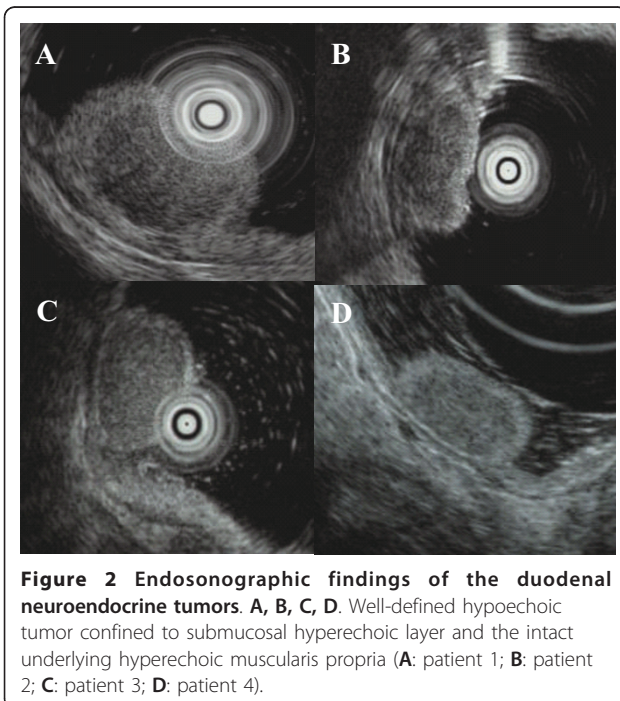 A
B
C
D
Figure 2 Endosonographic findings of the duodenal
neuroendocrine tumors. A, B, C, D. Well-defined hypoechoic
tumor confined to submucosal hyperechoic layer and the intact
underlying hyperechoic muscularis propria (A: patient 1; B: patient
2; C: patient 3; D: patient 4).